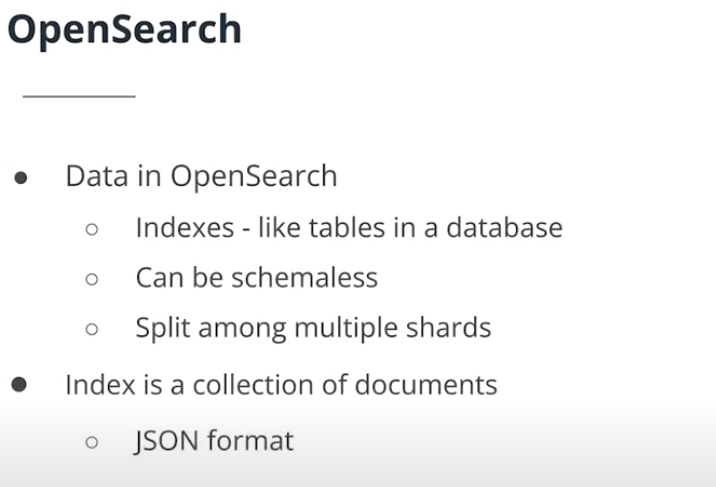 OpenSearch
● Data in OpenSearch
○ Indexes - like tables in a database
○ Can be schemaless
○ Split among multiple shards
● Index is a collection of documents
○ JSON format